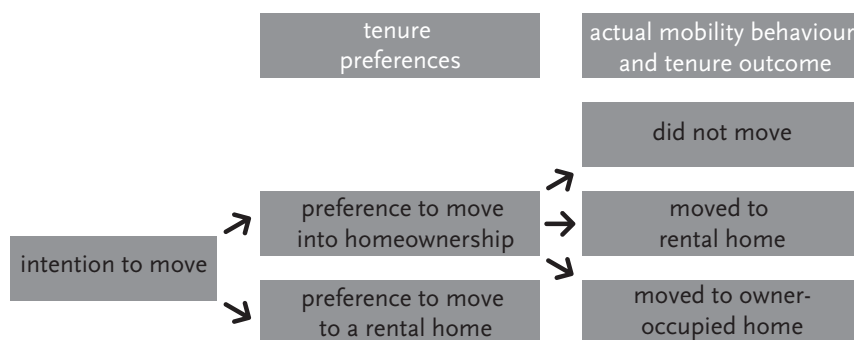 tenure
preferences
actual mobility behaviour
and tenure outcome
did not move
intention to move
preference to move
into homeownership
moved to
rental home
preference to move
to a rental home
moved to owner-
occupied home